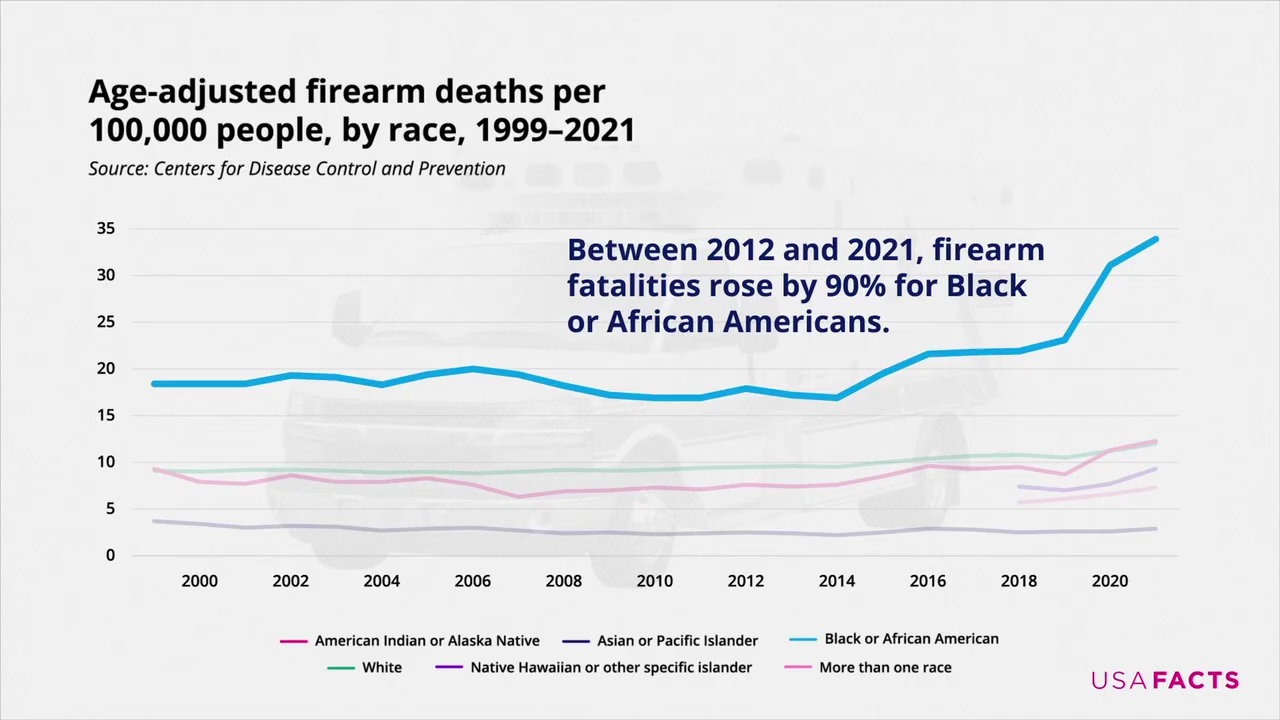 Age-adjusted firearm deaths per
100,000 people, by race, 1999–2021
Source: Centers for Disease Control and Prevention
Between 2012 and 2021, firearm
fatalities rose by 90% for Black
or African Americans.
35
30
25
20
15
10
5
0
2000 2002 2004 2006 2008 2010 2012 2014 2016 2018 2020
American Indian or Alaska Native Asian or Pacific Islander Black or African American
White Native Hawaiian or other specific islander More than one race
USAFACTS